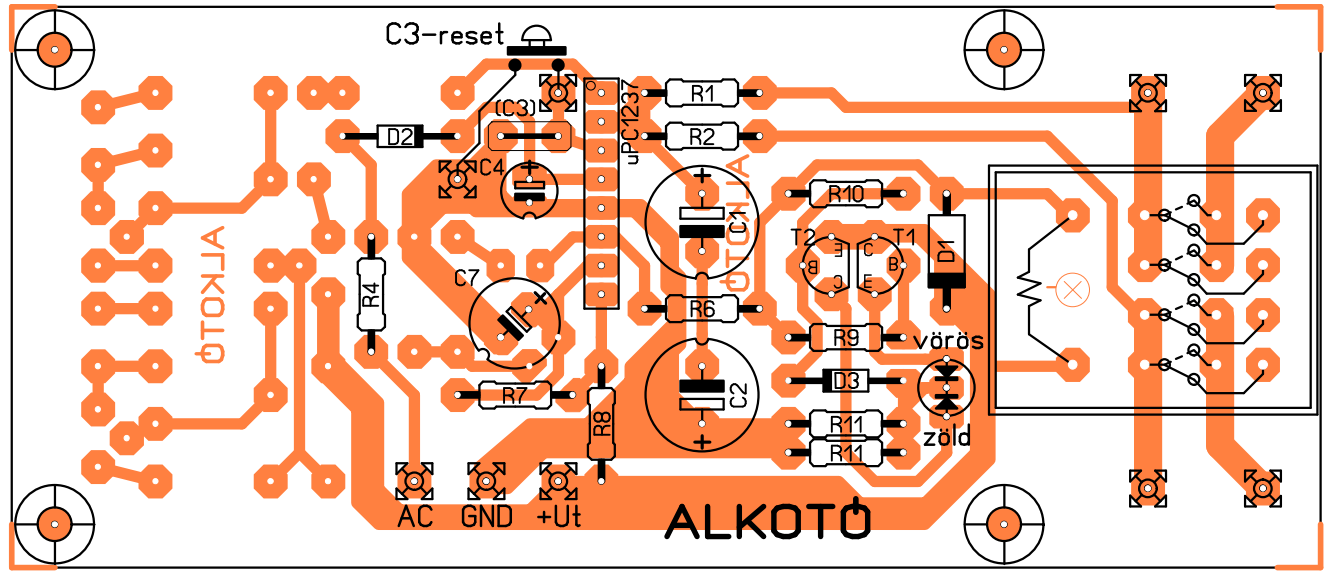 C3-reset
R1
(C3)
µPC1237
D2
R2
C4
ALKOTÓ
R10
C1
T2
T1
E
C
B
B
C
E
D1
C7
R4
ALKOTÓ
R6
R9
vörös
D3
R7
C2
R8
R11
zöld
R11
AC
GND
+Ut
ALKOTÓ